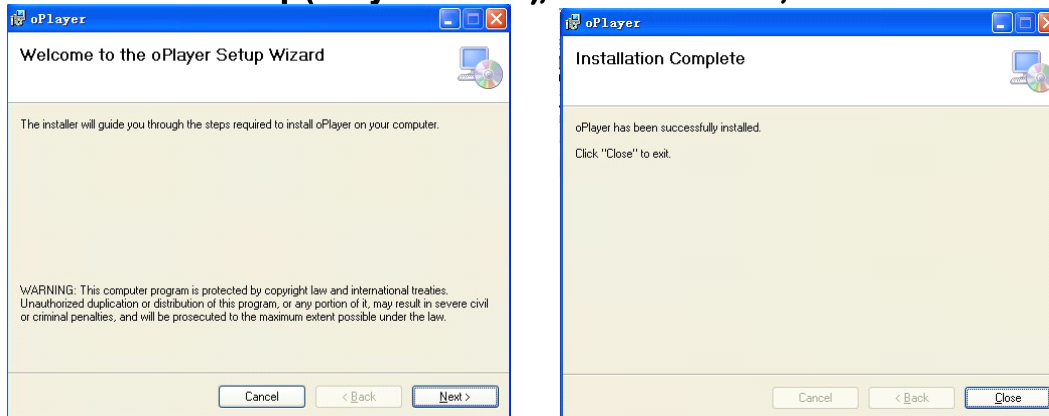 oPlayer
Welcome to the oPlayer Setup Wizard
The installer will guide you through the steps required to install oPlayer on your computer.
WARNING: This computer program is protected by copyright law and international treaties.
Unauthorized duplication or distribution of this program, or any portion of it, may result in severe civil
or criminal penalties, and will be prosecuted to the maximum extent possible under the law.
Cancel
< Back
Next >
oPlayer
Installation Complete
oPlayer has been successfully installed.
Click "Close" to exit.
Cancel
< Back
Close